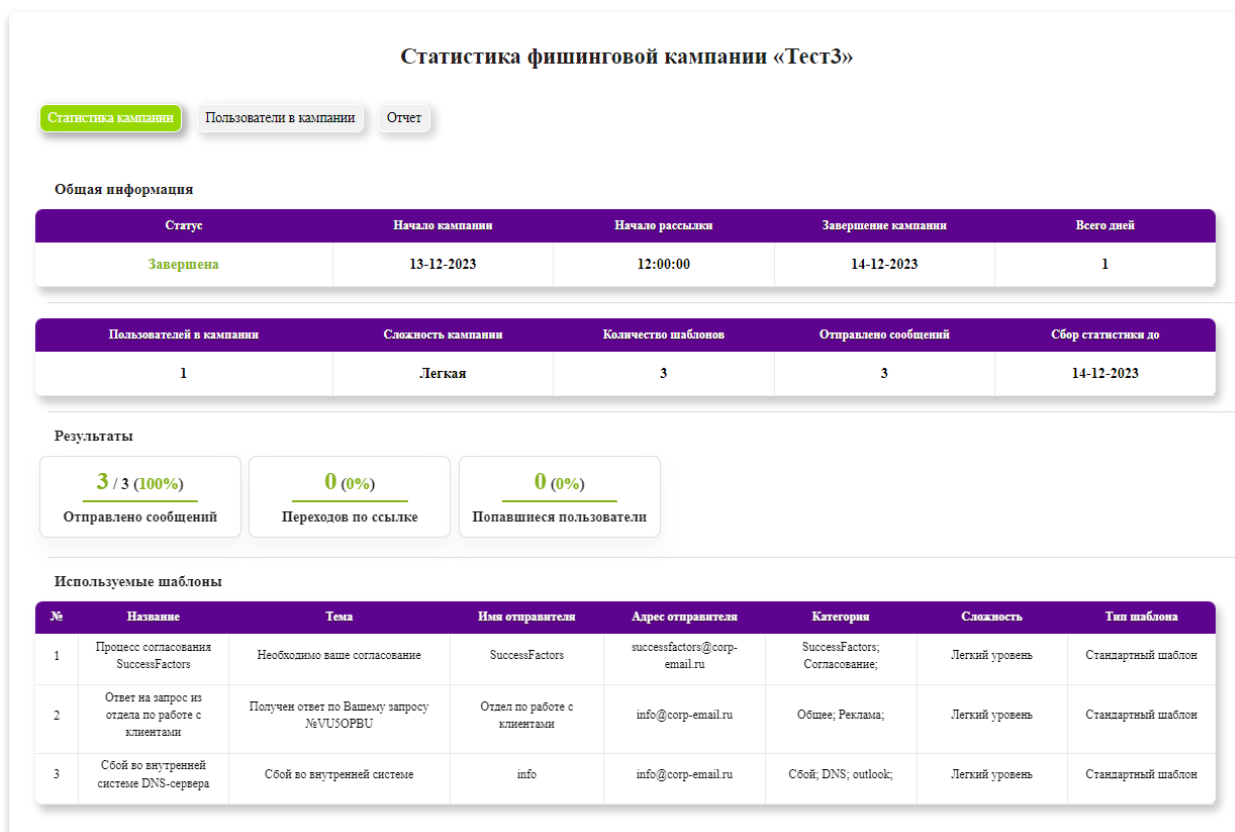 Статистика фишинговой кампании «Тест3»
Статистика кампании Пользователи в кампании Отчет
Общая информация
Статус Начало кампании Начало рассылки Завершение кампании Всего дней
Завершена 13-12-2023 12:00:00 14-12-2023 1
Пользователей в кампании Сложность кампании Количество шаблонов Отправлено сообщений Сбор статистики до
1 Легкая 3 3 14-12-2023
Результаты
3 / 3 (100%) 0 (0%) 0 (0%)
Отправлено сообщений Переходов по ссылке Попавшиеся пользователи
Используемые шаблоны
№ Название Тема Имя отправителя Адрес отправителя Категория Сложность Тип шаблона
1 Процесс согласования
SuccessFactors
Необходимо ваше согласование
SuccessFactors
successfactors@corp-
email.ru
SuccessFactors;
Согласование;
Легкий уровень
Стандартный шаблон
2 Ответ на запрос из
отдела по работе с
клиентами
Получен ответ по Вашему запросу
№VU5OPBU
Отдел по работе с
клиентами
info@corp-email.ru
Общее; Реклама;
Легкий уровень
Стандартный шаблон
3 Сбой во внутренней
системе DNS-сервера
Сбой во внутренней системе
info
info@corp-email.ru
Сбой; DNS; outlook;
Легкий уровень
Стандартный шаблон